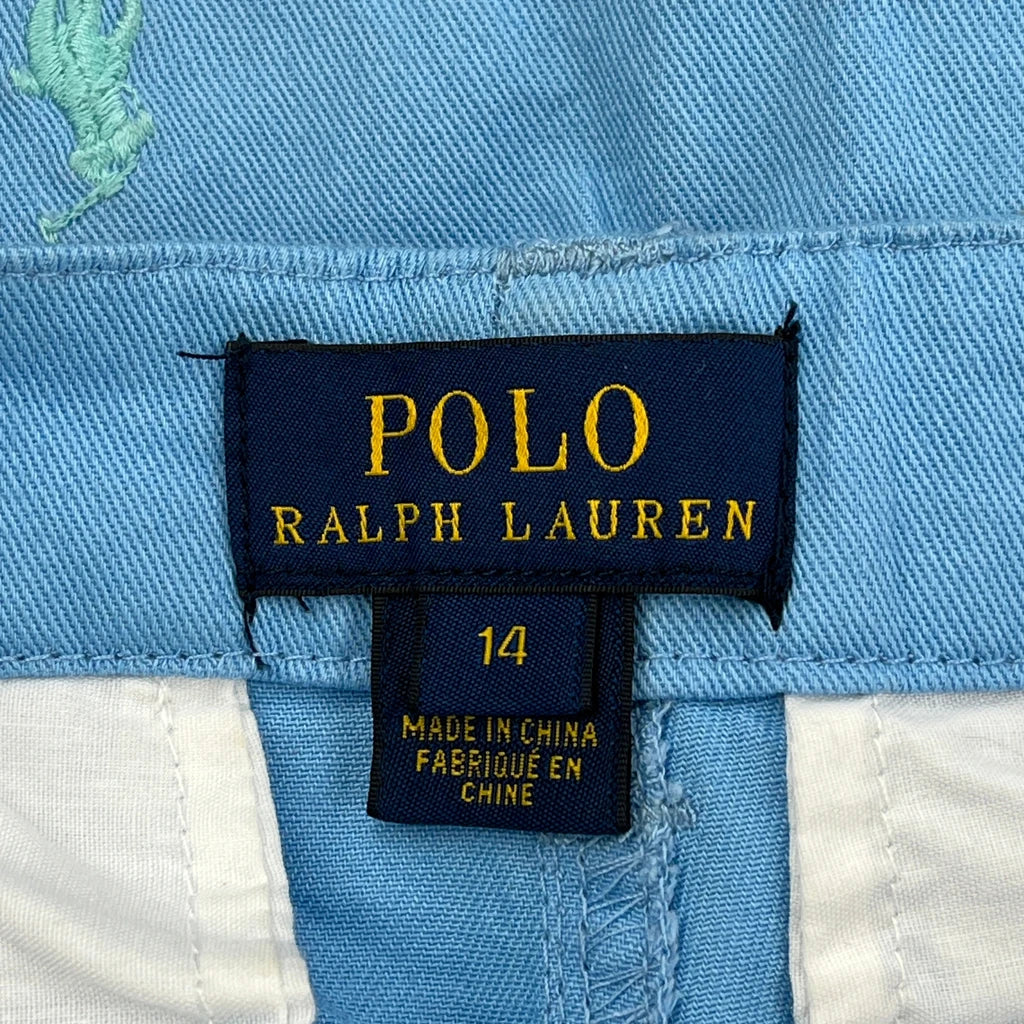 POLO
RALPH LAUREN
14
MADE IN CHINA
FABRIQUÉ EN
CHINE